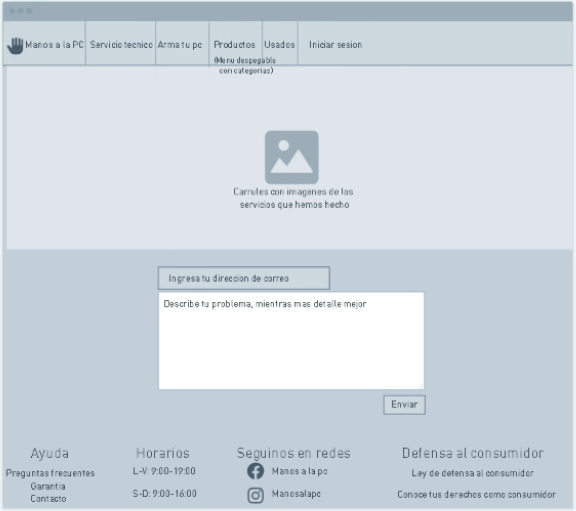 Manos a la PC
Servicio tecnico
Arma tu pc
Productos
(Menu despegable
con categorias)
Usados
Iniciar sesion
Carrules con imagenes de los
servicios que hemos hecho
Ingresa tu direccion de correo
Describe tu problema, mientras mas detalle mejor
Enviar
Ayuda
Preguntas frecuentes
Garantia
Contacto
Horarios
L-V: 9:00-19:00
S-D: 9:00-16:00
Seguinos en redes
Manos a la pc
Manosalapc
Defensa al consumidor
Ley de defensa al consumidor
Conoce tus derechos como consumidor